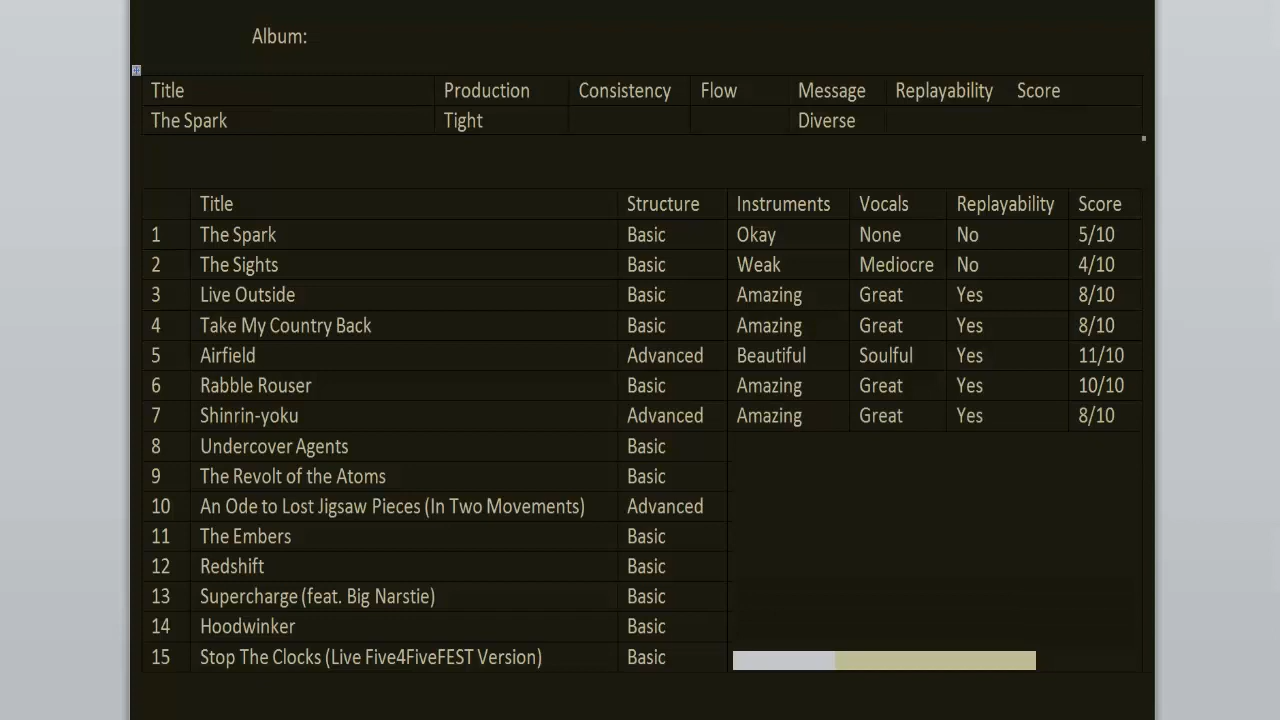 Album:
Title Production Consistency Flow Message Replayability Score
The Spark Tight Diverse
Title Structure Instruments Vocals Replayability Score
1 The Spark Basic Okay None No 5/10
2 The Sights Basic Weak Mediocre No 4/10
3 Live Outside Basic Amazing Great Yes 8/10
4 Take My Country Back Basic Amazing Great Yes 8/10
5 Airfield Advanced Beautiful Soulful Yes 11/10
6 Rabble Rouser Basic Amazing Great Yes 10/10
7 Shinrin-yoku Advanced Amazing Great Yes 8/10
8 Undercover Agents Basic
9 The Revolt of the Atoms Basic
10 An Ode to Lost Jigsaw Pieces (In Two Movements) Advanced
11 The Embers Basic
12 Redshift Basic
13 Supercharge (feat. Big Narstie) Basic
14 Hoodwinker Basic
15 Stop The Clocks (Live Five4FiveFEST Version) Basic